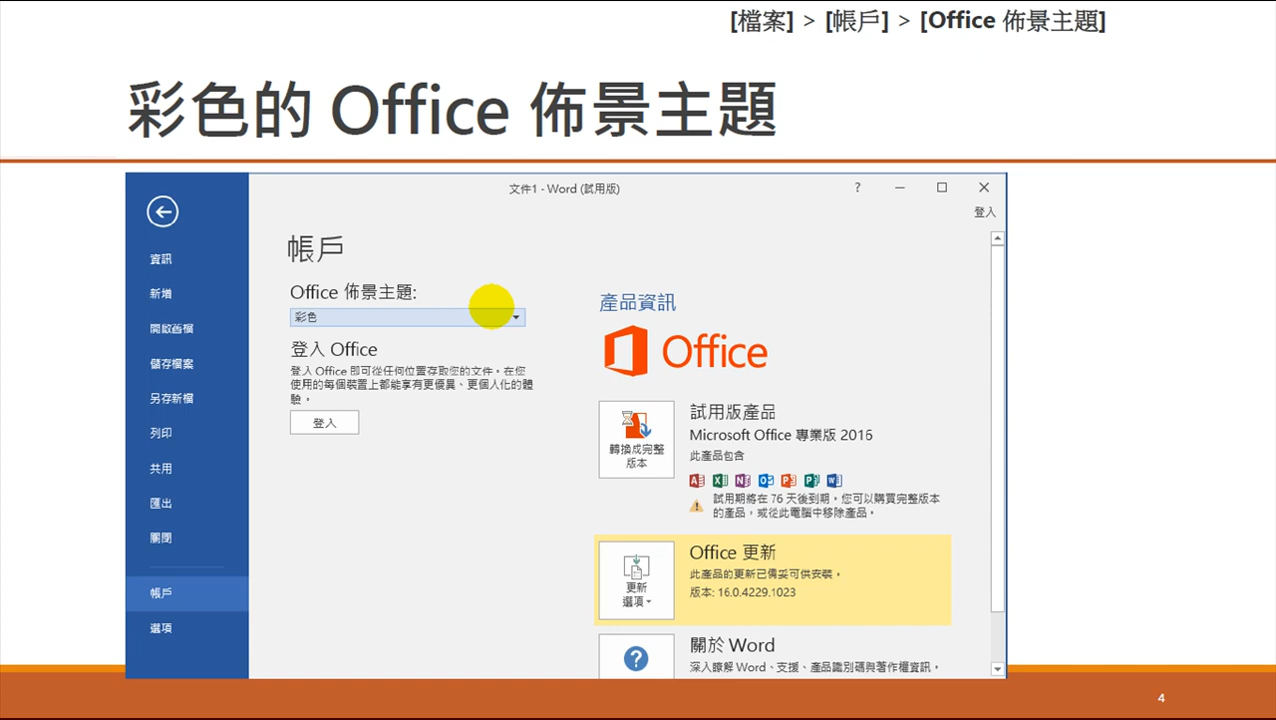 [檔案] > [帳戶] > [Office 佈景主題]
彩色的 Office 佈景主題
文件1 - Word (試用版)
?
登入
資訊
新增
開啟舊檔
儲存檔案
另存新檔
列印
共用
匯出
關閉
帳戶
選項
帳戶
Office 佈景主題:
彩色
登入 Office
登入 Office 即可從任何位置存取您的文件。在您
使用的每個裝置上都能享有更優異、更個人化的體
驗。
登入
產品資訊
Office
轉換成完整
版本
試用版產品
Microsoft Office 專業版 2016
此產品包含
試用期將在 76 天後到期。您可以購買完整版本
的產品，或從此電腦中移除產品。
更新
選項
Office 更新
此產品的更新已備妥可供安裝。
版本: 16.0.4229.1023
關於 Word
深入瞭解 Word、支援、產品識別碼與著作權資訊。
4